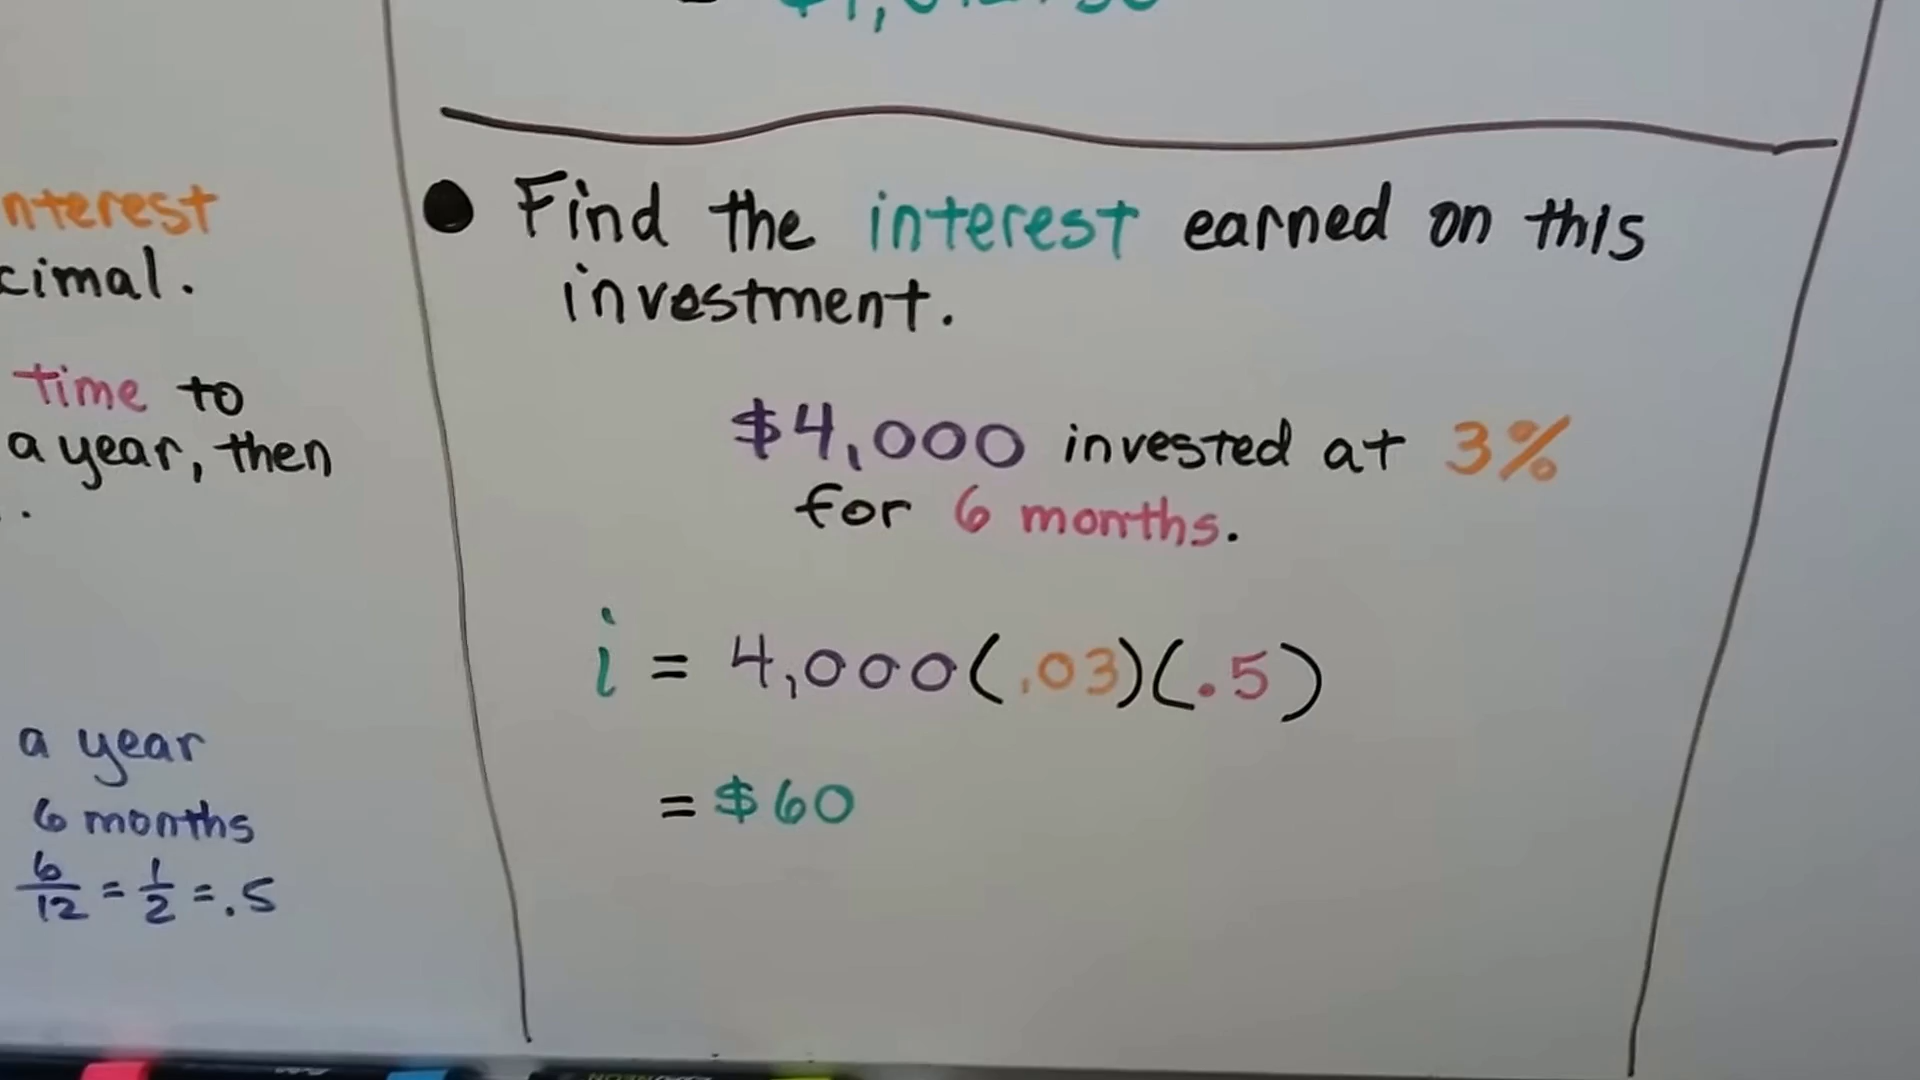 nterest
cimal.
time to
a year, then
a year
6 months
6/12 = 1/2 = .5
● Find the interest earned on this
investment.
$4,000 invested at 3%
for 6 months.
i = 4,000(.03)(.5)
= $60